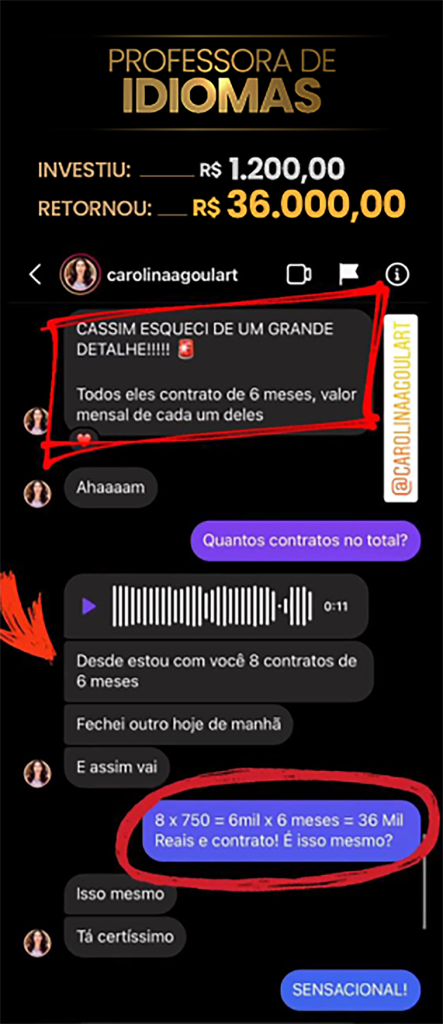 PROFESSORA DE
IDIOMAS
INVESTIU: ____ R$ 1.200,00
RETORNOU: __ R$ 36.000,00
carolinaagoulart
CASSIM ESQUECI DE UM GRANDE
DETALHE!!!!! 🚨
Todos eles contrato de 6 meses, valor
mensal de cada um deles
@CAROLINAAGOULART
Ahaaaam
Quantos contratos no total?
0:11
Desde estou com você 8 contratos de
6 meses
Fechei outro hoje de manhã
E assim vai
8 x 750 = 6mil x 6 meses = 36 Mil
Reais e contrato! É isso mesmo?
Isso mesmo
Tá certíssimo
SENSACIONAL!